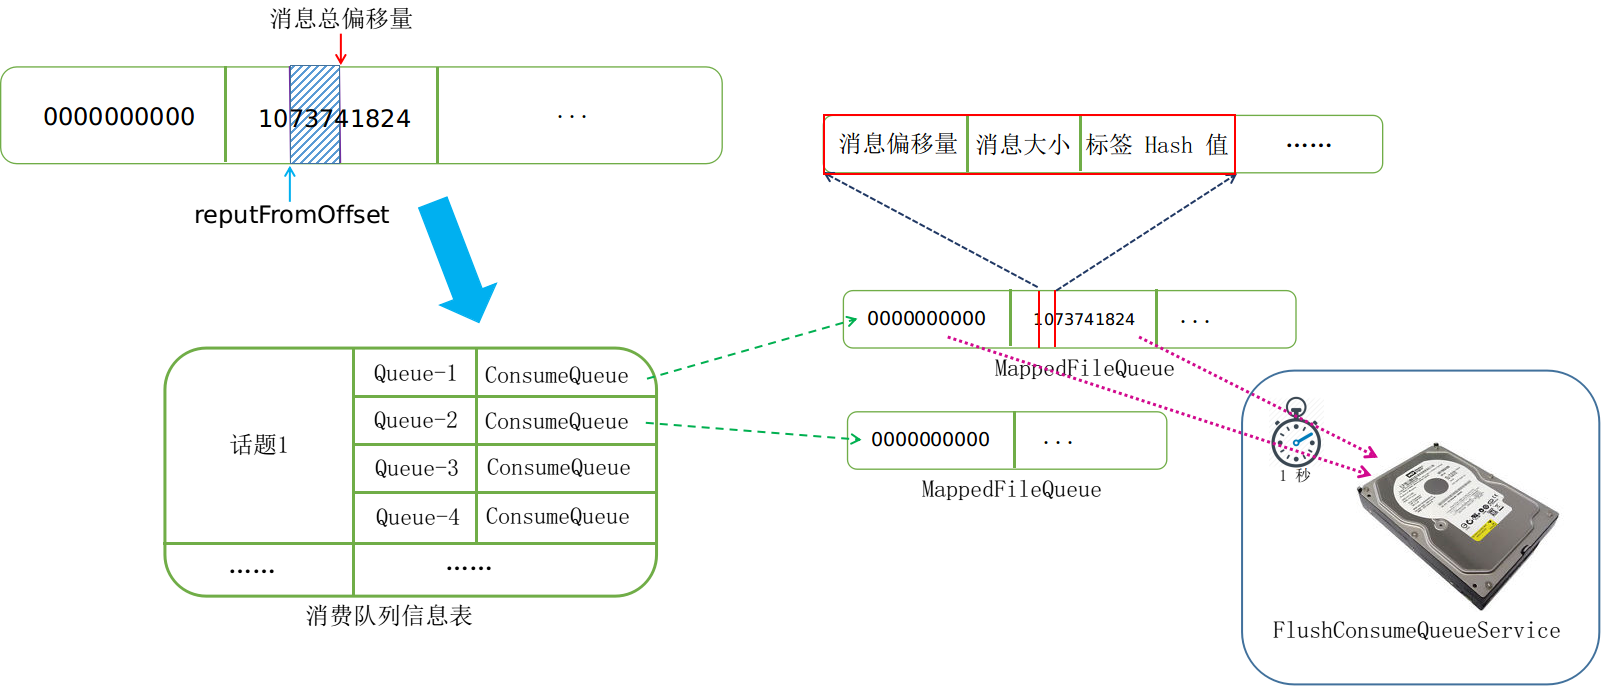 消息总偏移量
0000000000
1073741824
...
reputFromOffset
消息偏移量
消息大小
标签 Hash 值
……
0000000000
1073741824
...
MappedFileQueue
0000000000
...
MappedFileQueue
话题1
Queue-1
ConsumeQueue
Queue-2
ConsumeQueue
Queue-3
ConsumeQueue
Queue-4
ConsumeQueue
……
……
消费队列信息表
1 秒
FlushConsumeQueueService